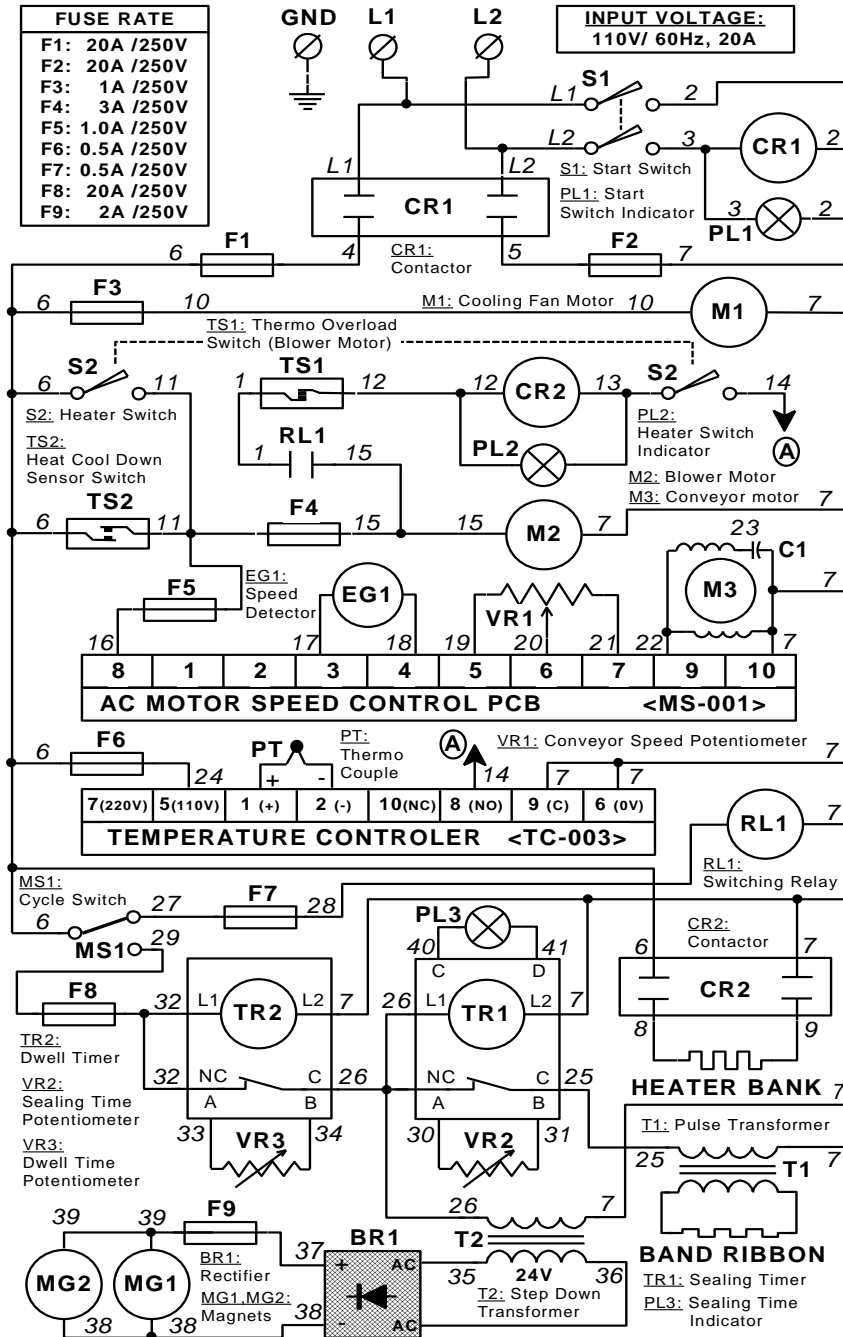 FUSE RATE
F1: 20A /250V
F2: 20A /250V
F3: 1A /250V
F4: 3A /250V
F5: 1.0A /250V
F6: 0.5A /250V
F7: 0.5A /250V
F8: 20A /250V
F9: 2A /250V
GND L1 L2
INPUT VOLTAGE:
110V/ 60Hz, 20A
S1
L1 2
L2 3 CR1 2
S1: Start Switch
PL1: Start
Switch Indicator
3 PL1 2
L1 L2
CR1
4 5
CR1:
Contactor
6 F1 F2 7
6 F3 10 M1: Cooling Fan Motor 10 M1 7
TS1: Thermo Overload
Switch (Blower Motor)
6 S2 11 1 TS1 12 12 CR2 13 S2 14
S2: Heater Switch
1 RL1 15
PL2
PL2:
Heater Switch
Indicator
A
TS2:
Heat Cool Down
Sensor Switch
M2: Blower Motor
M3: Conveyor motor 7
6 TS2 11 F4 15 15 M2 7
23 C1
M3 7
F5
EG1:
Speed
Detector
EG1
VR1
16 17 18 19 20 21 22 7
8 1 2 3 4 5 6 7 9 10
AC MOTOR SPEED CONTROL PCB <MS-001>
6 F6 24
PT
+ -
PT:
Thermo
Couple
A
14
VR1: Conveyor Speed Potentiometer
7 7 7
7(220V) 5(110V) 1 (+) 2 (-) 10(NC) 8 (NO) 9 (C) 6 (0V)
TEMPERATURE CONTROLER <TC-003>
RL1 7
RL1:
Switching Relay
MS1:
Cycle Switch
6 27 F7 28
MS1 29
PL3
40 41
C D
CR2:
Contactor
6 7
CR2
8 9
HEATER BANK
F8 32 L1 TR2 L2 7 26 L1 TR1 L2 7
TR2:
Dwell Timer
32 NC C 26 NC C 25
A B A B
VR2:
Sealing Time
Potentiometer
33 VR3 34 30 VR2 31
VR3:
Dwell Time
Potentiometer
7
T1: Pulse Transformer
25 7
T1
BAND RIBBON
26 7
T2
24V
35 36
T2: Step Down
Transformer
TR1: Sealing Timer
PL3: Sealing Time
Indicator
39 39 F9 37
BR1
+ AC
- AC
BR1:
Rectifier
MG1,MG2:
Magnets
MG2 MG1
38 38 38